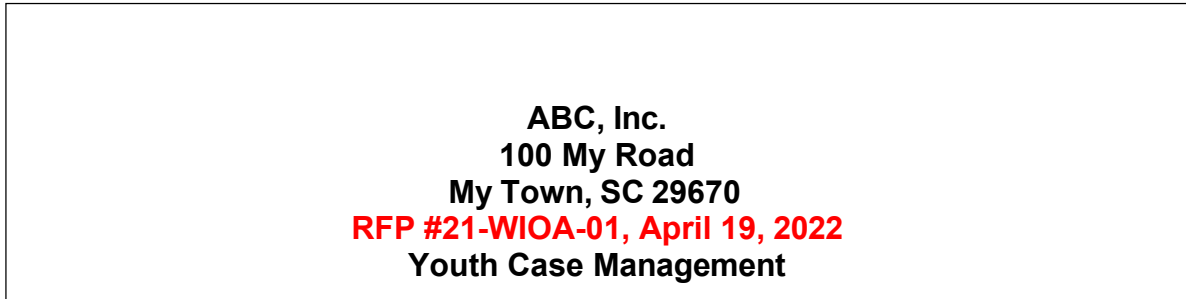 ABC, Inc.
100 My Road
My Town, SC 29670
RFP #21-WIOA-01, April 19, 2022
Youth Case Management